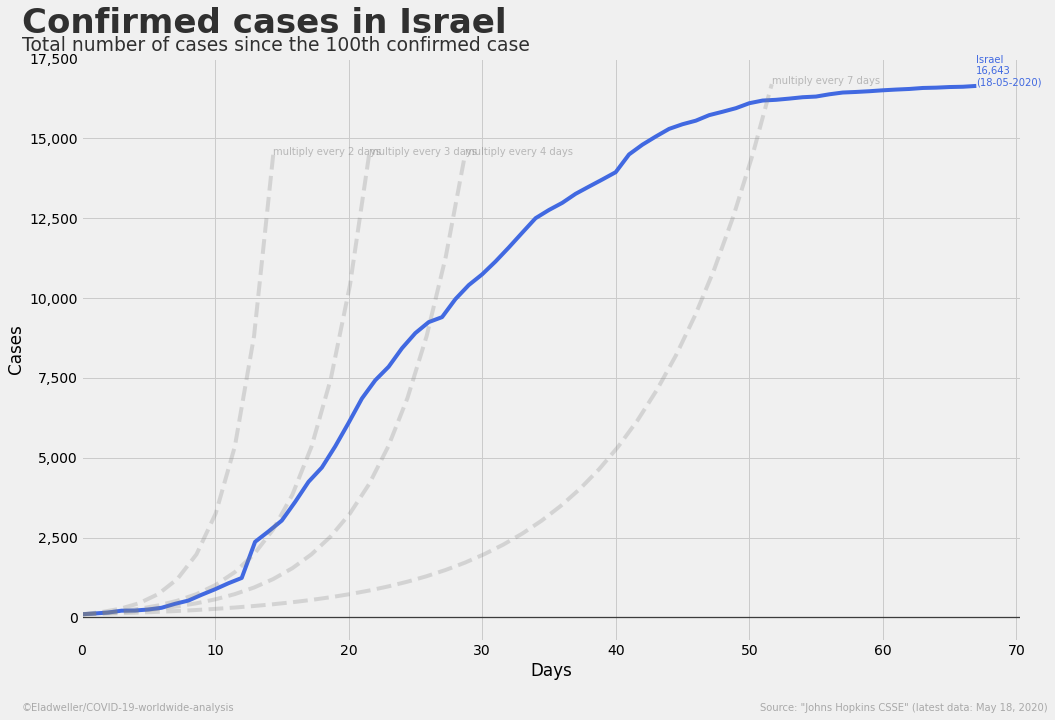 Confirmed cases in Israel
Total number of cases since the 100th confirmed case
17,500
15,000
12,500
10,000
7,500
5,000
2,500
0
Cases
multiply every 2 days
multiply every 3 days
multiply every 4 days
multiply every 7 days
Israel
16,643
(18-05-2020)
0 10 20 30 40 50 60 70
Days
©Eladweller/COVID-19-worldwide-analysis
Source: "Johns Hopkins CSSE" (latest data: May 18, 2020)